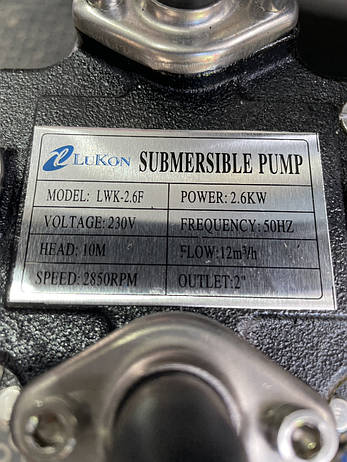 LUKON SUBMERSIBLE PUMP
MODEL: LWK-2.6F POWER: 2.6KW
VOLTAGE: 230V FREQUENCY: 50HZ
HEAD: 10M FLOW: 12m³/h
SPEED: 2850RPM OUTLET: 2"